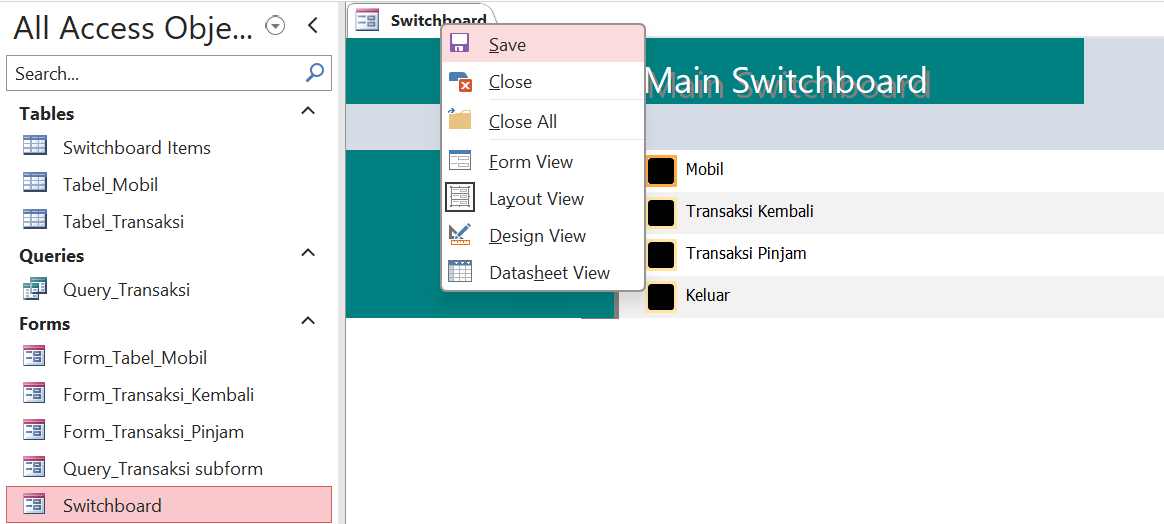 All Access Obje...
Search...
Tables
Switchboard Items
Tabel_Mobil
Tabel_Transaksi
Queries
Query_Transaksi
Forms
Form_Tabel_Mobil
Form_Transaksi_Kembali
Form_Transaksi_Pinjam
Query_Transaksi subform
Switchboard
Switchboard
Save
Close
Close All
Form View
Layout View
Design View
Datasheet View
Main Switchboard
Mobil
Transaksi Kembali
Transaksi Pinjam
Keluar